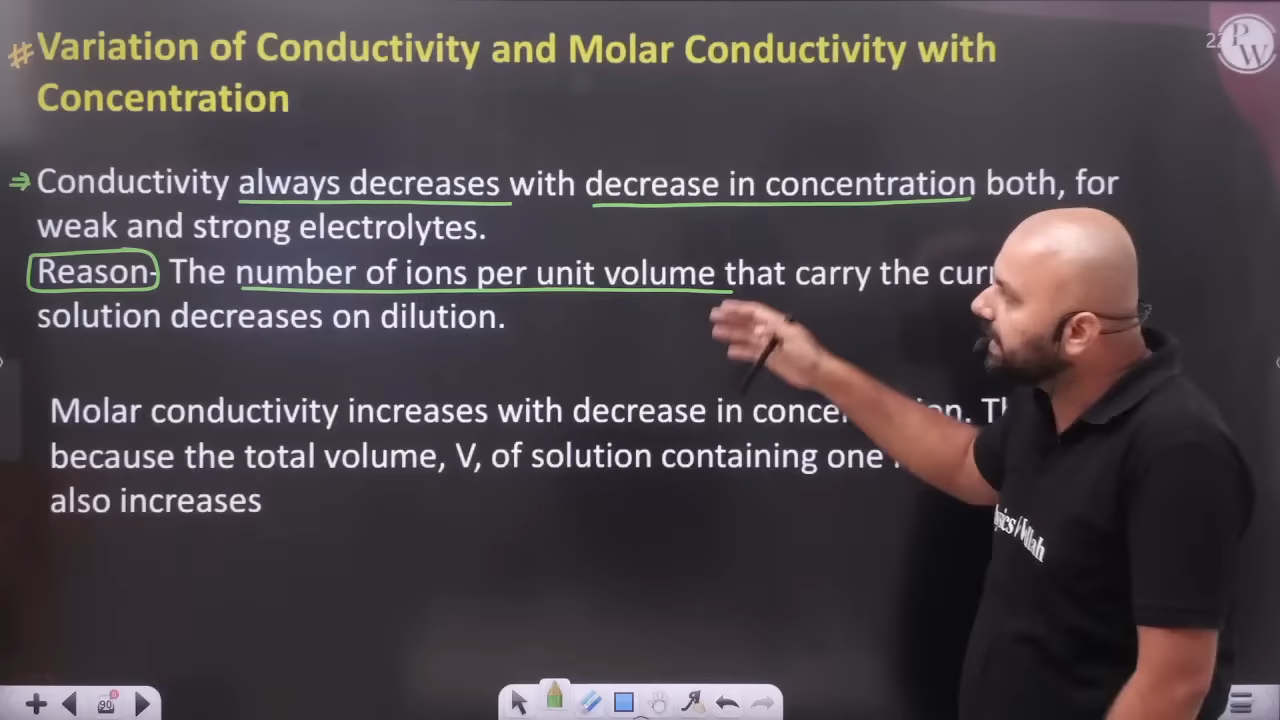 # Variation of Conductivity and Molar Conductivity with
Concentration
PW
⇒ Conductivity always decreases with decrease in concentration both, for
weak and strong electrolytes.
Reason- The number of ions per unit volume that carry the
solution decreases on dilution.
Molar conductivity increases with decrease in
because the total volume, V, of solution containing one
also increases
90